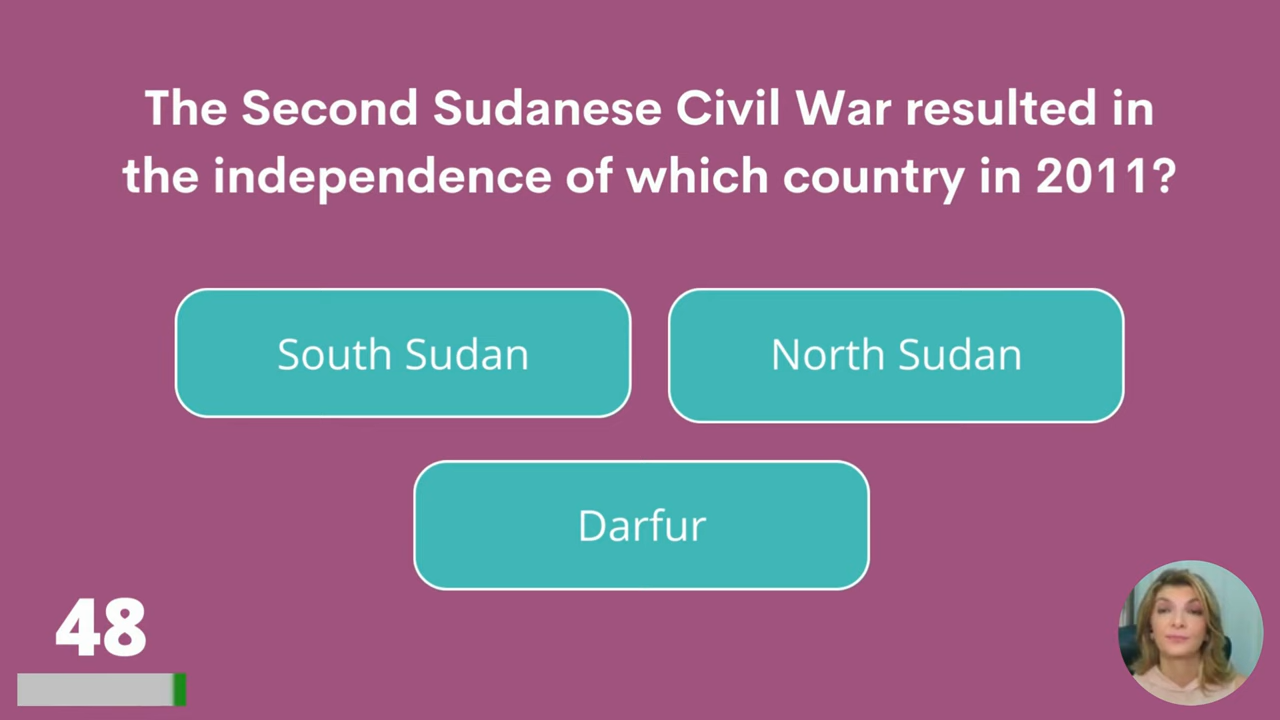 The Second Sudanese Civil War resulted in
the independence of which country in 2011?
South Sudan
North Sudan
Darfur
48